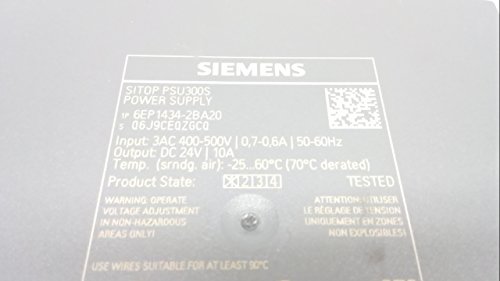 SIEMENS
SITOP PSU300S
POWER SUPPLY
1P 6EP1434-2BA20
S Q6J9CEQZ6CQ
Input: 3AC 400-500V | 0,7-0,6A | 50-60Hz
Output: DC 24V | 10A
Temp. (srndg. air): -25...60°C (70°C derated)
Product State: X 2 3 4 TESTED
WARNING: OPERATE
VOLTAGE ADJUSTMENT
IN NON-HAZARDOUS
AREAS ONLY!
ATTENTION:UTILISER
LE RÉGLAGE DE TENSION
UNIQUEMENT EN ZONES
NON EXPLOSIBLES!
USE WIRES SUITABLE FOR AT LEAST 90°C